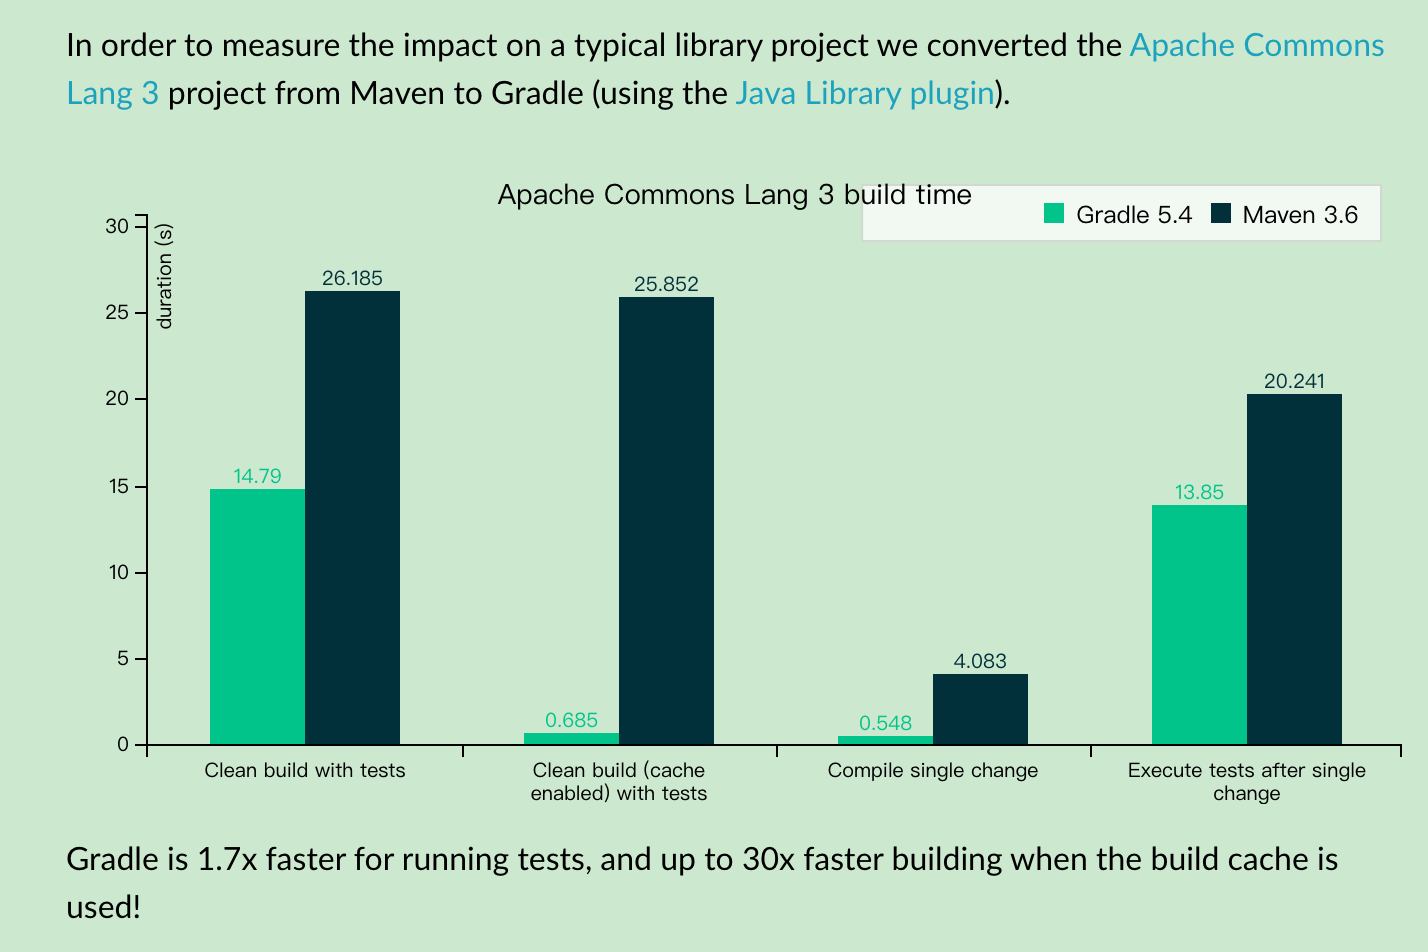 In order to measure the impact on a typical library project we converted the Apache Commons
Lang 3 project from Maven to Gradle (using the Java Library plugin).
Apache Commons Lang 3 build time
Gradle 5.4 Maven 3.6
duration (s)
30
25
20
15
10
5
0
14.79
26.185
0.685
25.852
0.548
4.083
13.85
20.241
Clean build with tests
Clean build (cache
enabled) with tests
Compile single change
Execute tests after single
change
Gradle is 1.7x faster for running tests, and up to 30x faster building when the build cache is
used!